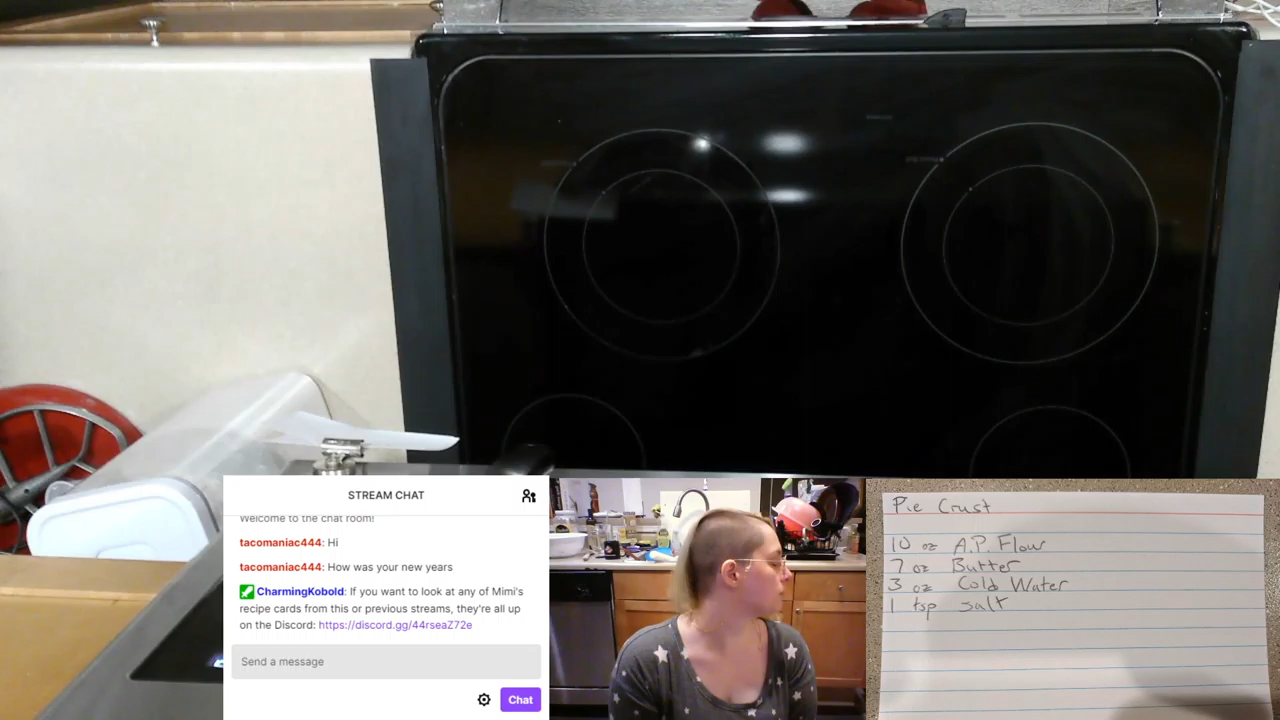 STREAM CHAT
Welcome to the chat room!
tacomaniac444: Hi
tacomaniac444: How was your new years
CharmingKobold: If you want to look at any of Mimi's
recipe cards from this or previous streams, they're all up
on the Discord: https://discord.gg/44rseaZ72e
Send a message
Chat
Pie Crust
10 oz A.P. Flour
7 oz Butter
3 oz Cold Water
1 tsp salt